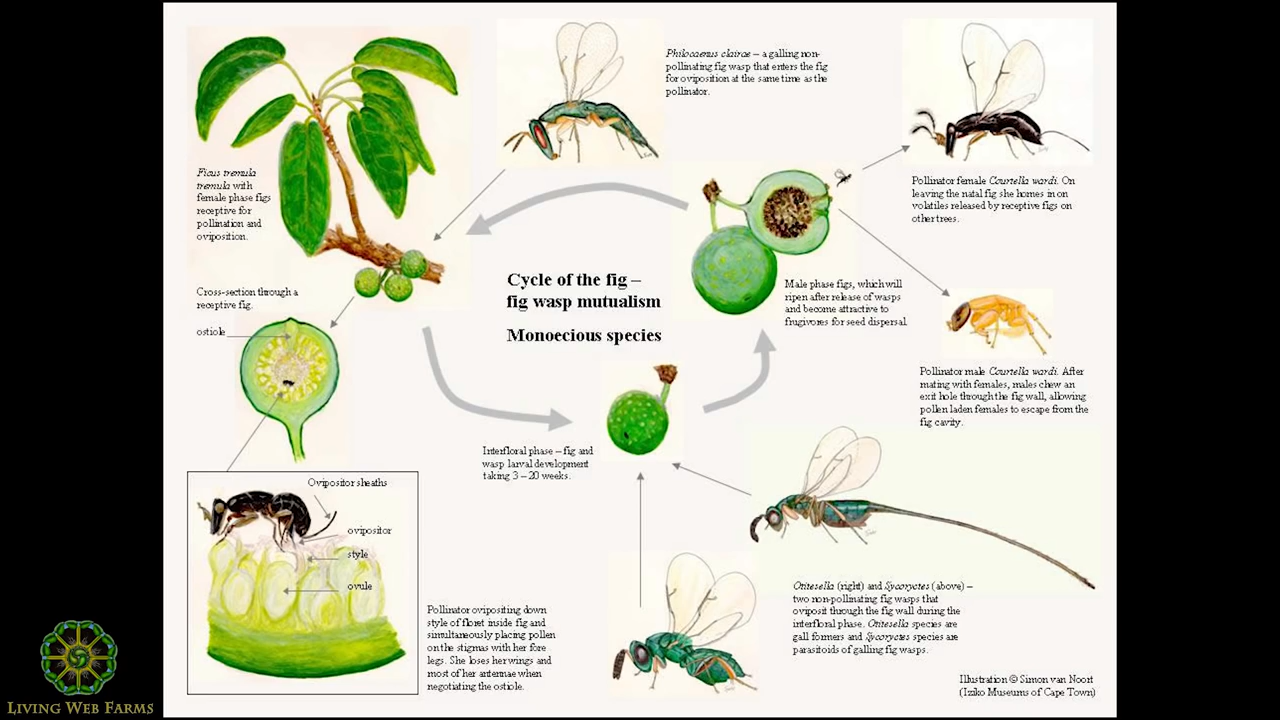 Philocaenus clairae – a galling non-
pollinating fig wasp that enters the fig
for oviposition at the same time as the
pollinator.
Ficus tremula
tremula with
female phase figs
receptive for
pollination and
oviposition.
Pollinator female Courtella wardi. On
leaving the natal fig she homes in on
volatiles released by receptive figs on
other trees.
Cycle of the fig –
fig wasp mutualism
Monoecious species
Male phase figs, which will
ripen after release of wasps
and become attractive to
frugivores for seed dispersal.
Cross-section through a
receptive fig.
ostiole
Pollinator male Courtella wardi. After
mating with females, males chew an
exit hole through the fig wall, allowing
pollen laden females to escape from the
fig cavity.
Interfloral phase – fig and
wasp larval development
taking 3 – 20 weeks.
Ovipositor sheaths
ovipositor
style
ovule
Pollinator ovipositing down
style of floret inside fig and
simultaneously placing pollen
on the stigmas with her fore
legs. She loses her wings and
most of her antennae when
negotiating the ostiole.
Otitesella (right) and Sycoryctes (above) –
two non-pollinating fig wasps that
oviposit through the fig wall during the
interfloral phase. Otitesella species are
gall formers and Sycoryctes species are
parasitoids of galling fig wasps.
Illustration © Simon van Noort
(Iziko Museums of Cape Town)
LIVING WEB FARMS